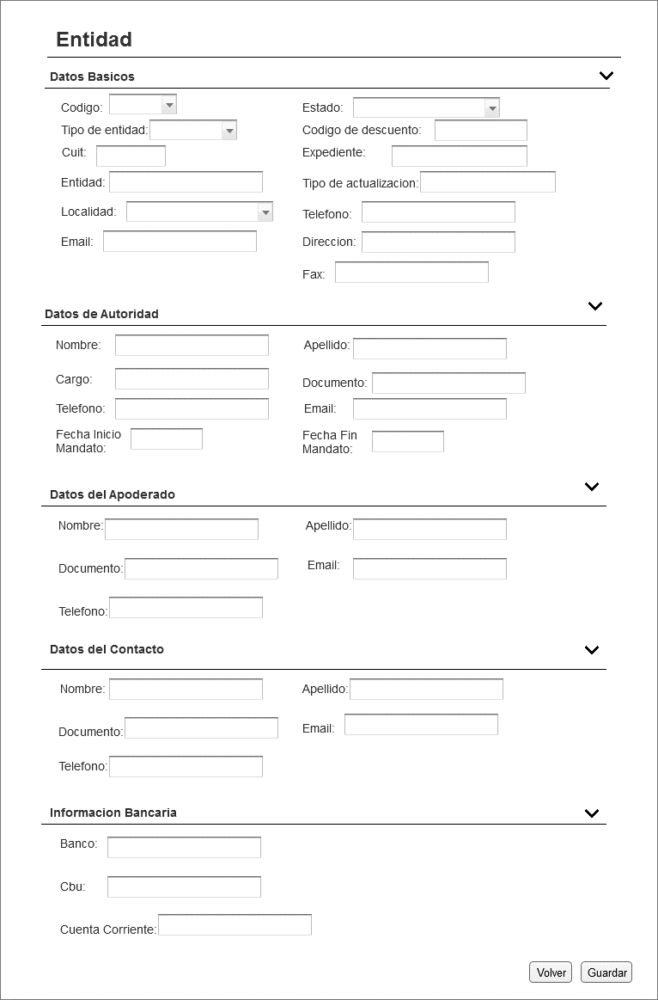 Entidad
Datos Basicos
Codigo: Estado:
Tipo de entidad: Codigo de descuento:
Cuit: Expediente:
Entidad: Tipo de actualizacion:
Localidad: Telefono:
Email: Direccion:
Fax:
Datos de Autoridad
Nombre: Apellido:
Cargo: Documento:
Telefono: Email:
Fecha Inicio Fecha Fin
Mandato: Mandato:
Datos del Apoderado
Nombre: Apellido:
Documento: Email:
Telefono:
Datos del Contacto
Nombre: Apellido:
Documento: Email:
Telefono:
Informacion Bancaria
Banco:
Cbu:
Cuenta Corriente:
Volver Guardar